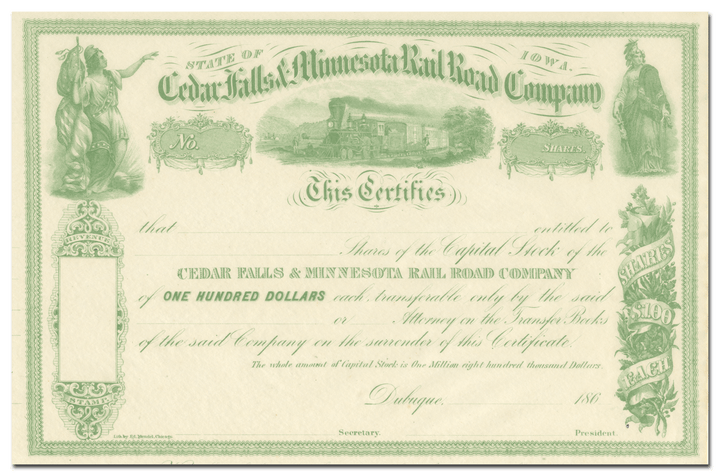 STATE OF IOWA.
Cedar Falls & Minnesota Rail Road Company
No. SHARES.
This Certifies
that entitled to
Shares of the Capital Stock of the
CEDAR FALLS & MINNESOTA RAIL ROAD COMPANY
of ONE HUNDRED DOLLARS each, transferable only by the said
or Attorney on the Transfer Books
of the said Company on the surrender of this Certificate.
The whole amount of Capital Stock is One Million eight hundred thousand Dollars.
Dubuque, 186
Secretary. President.
REVENUE
STAMP.
SHARES
$100
EACH
Chicago.